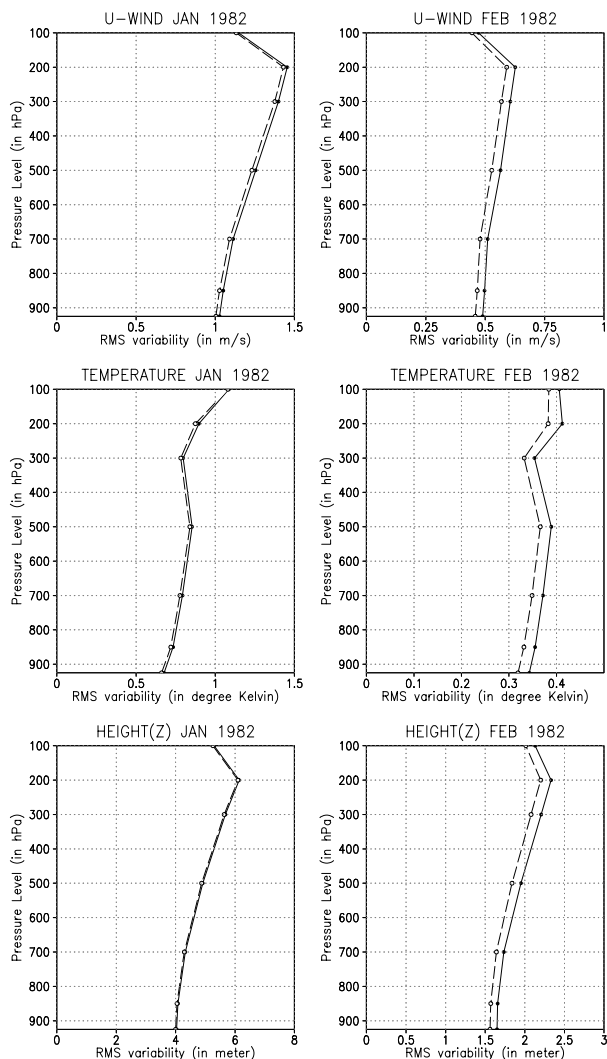 U-WIND JAN 1982
100
200
300
400
500
600
700
800
900
Pressure Level (in hPa)
0 0.5 1 1.5
RMS variability (in m/s)
U-WIND FEB 1982
100
200
300
400
500
600
700
800
900
Pressure Level (in hPa)
0 0.25 0.5 0.75 1
RMS variability (in m/s)
TEMPERATURE JAN 1982
100
200
300
400
500
600
700
800
900
Pressure Level (in hPa)
0 0.5 1 1.5
RMS variability (in degree Kelvin)
TEMPERATURE FEB 1982
100
200
300
400
500
600
700
800
900
Pressure Level (in hPa)
0 0.1 0.2 0.3 0.4
RMS variability (in degree Kelvin)
HEIGHT(Z) JAN 1982
100
200
300
400
500
600
700
800
900
Pressure Level (in hPa)
0 2 4 6 8
RMS variability (in meter)
HEIGHT(Z) FEB 1982
100
200
300
400
500
600
700
800
900
Pressure Level (in hPa)
0 0.5 1 1.5 2 2.5 3
RMS variability (in meter)